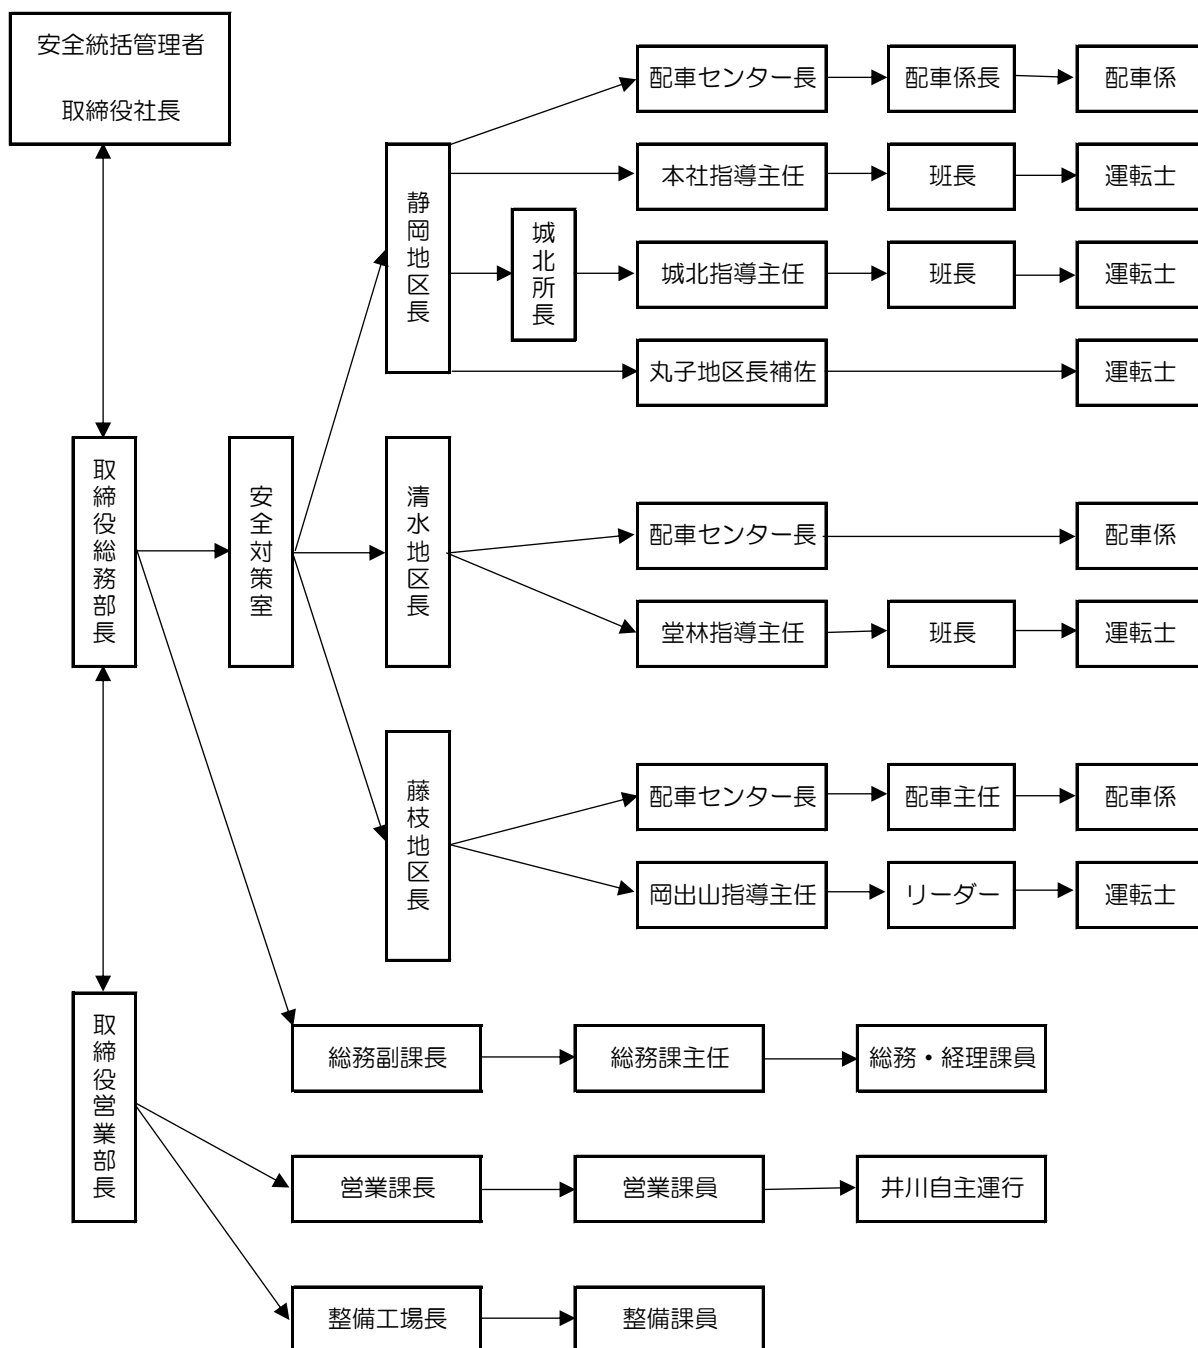 安全統括管理者
取締役社長
配車センター長
配車係長
配車係
静岡地区長
本社指導主任
班長
運転士
城北所長
城北指導主任
班長
運転士
丸子地区長補佐
運転士
取締役総務部長
安全対策室
清水地区長
配車センター長
配車係
堂林指導主任
班長
運転士
藤枝地区長
配車センター長
配車主任
配車係
岡出山指導主任
リーダー
運転士
取締役営業部長
総務副課長
総務課主任
総務・経理課員
営業課長
営業課員
井川自主運行
整備工場長
整備課員